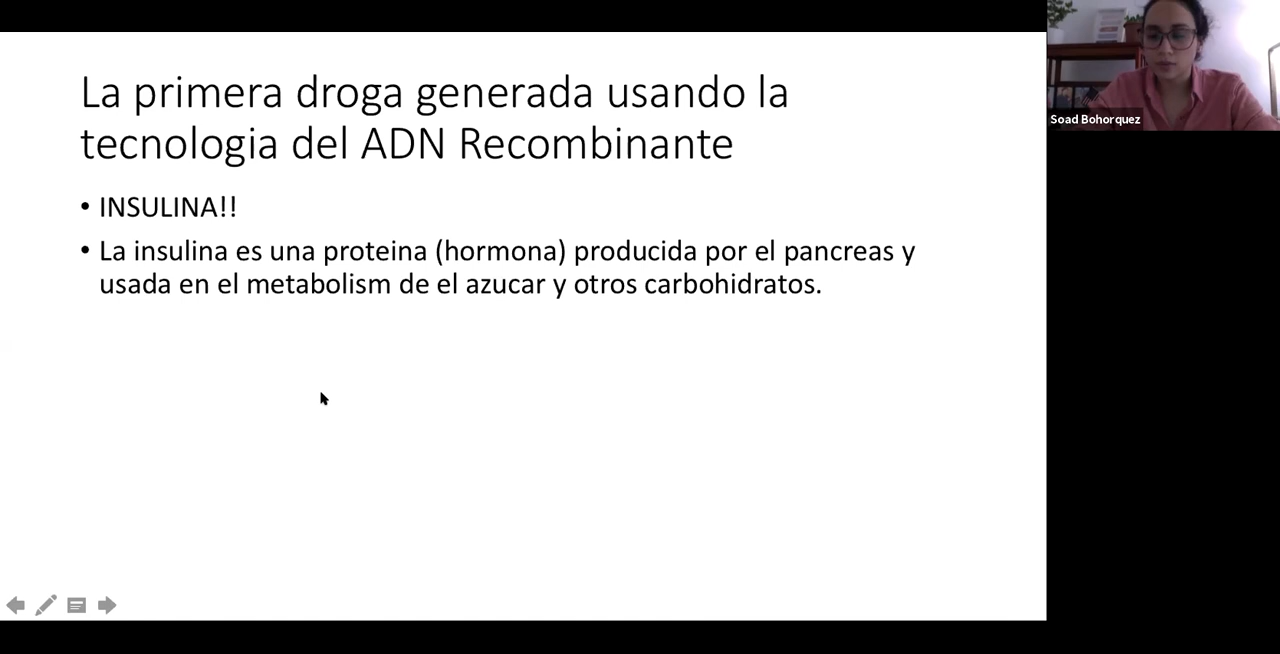 La primera droga generada usando la
tecnologia del ADN Recombinante
• INSULINA!!
• La insulina es una proteina (hormona) producida por el pancreas y
usada en el metabolism de el azucar y otros carbohidratos.
Soad Bohorquez